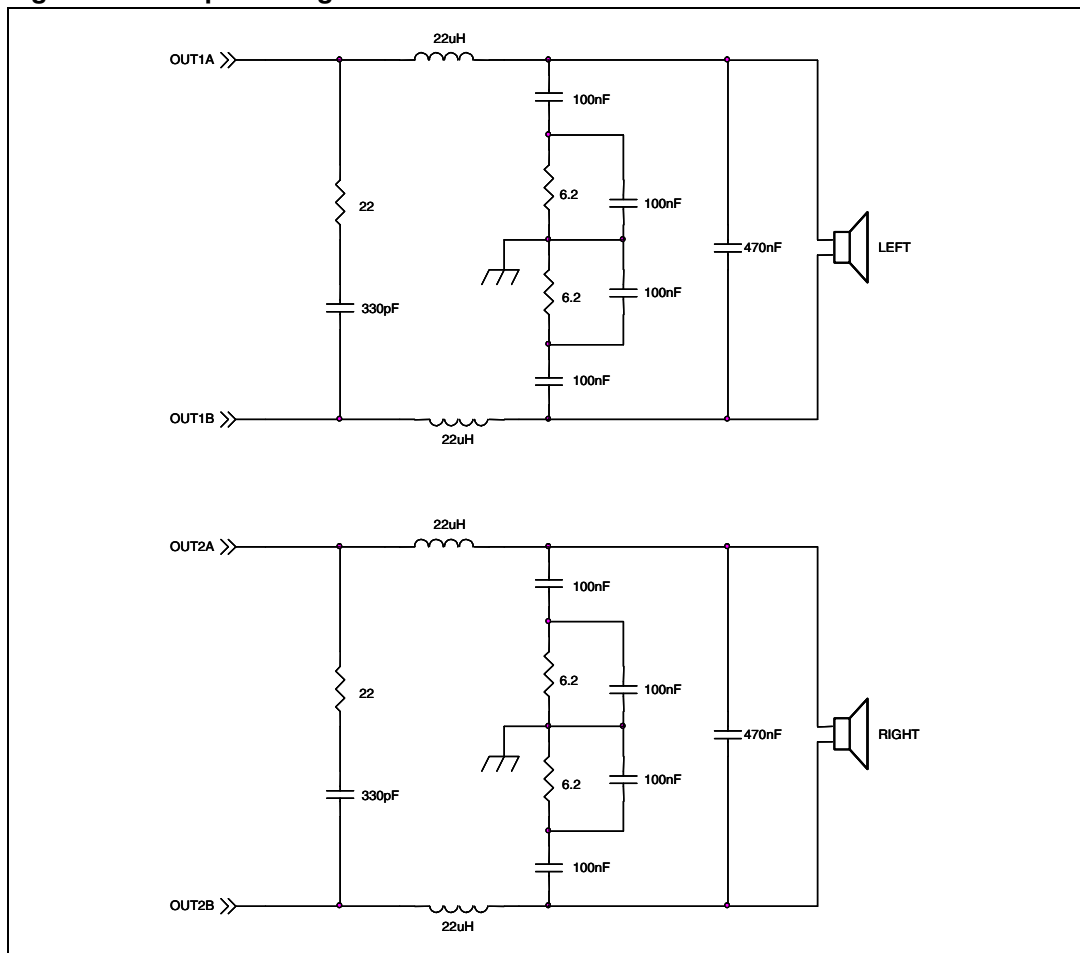 22uH
OUT1A
100nF
6.2
100nF
22
470nF
LEFT
6.2
100nF
330pF
100nF
OUT1B
22uH
22uH
OUT2A
100nF
6.2
100nF
22
470nF
RIGHT
6.2
100nF
330pF
100nF
OUT2B
22uH